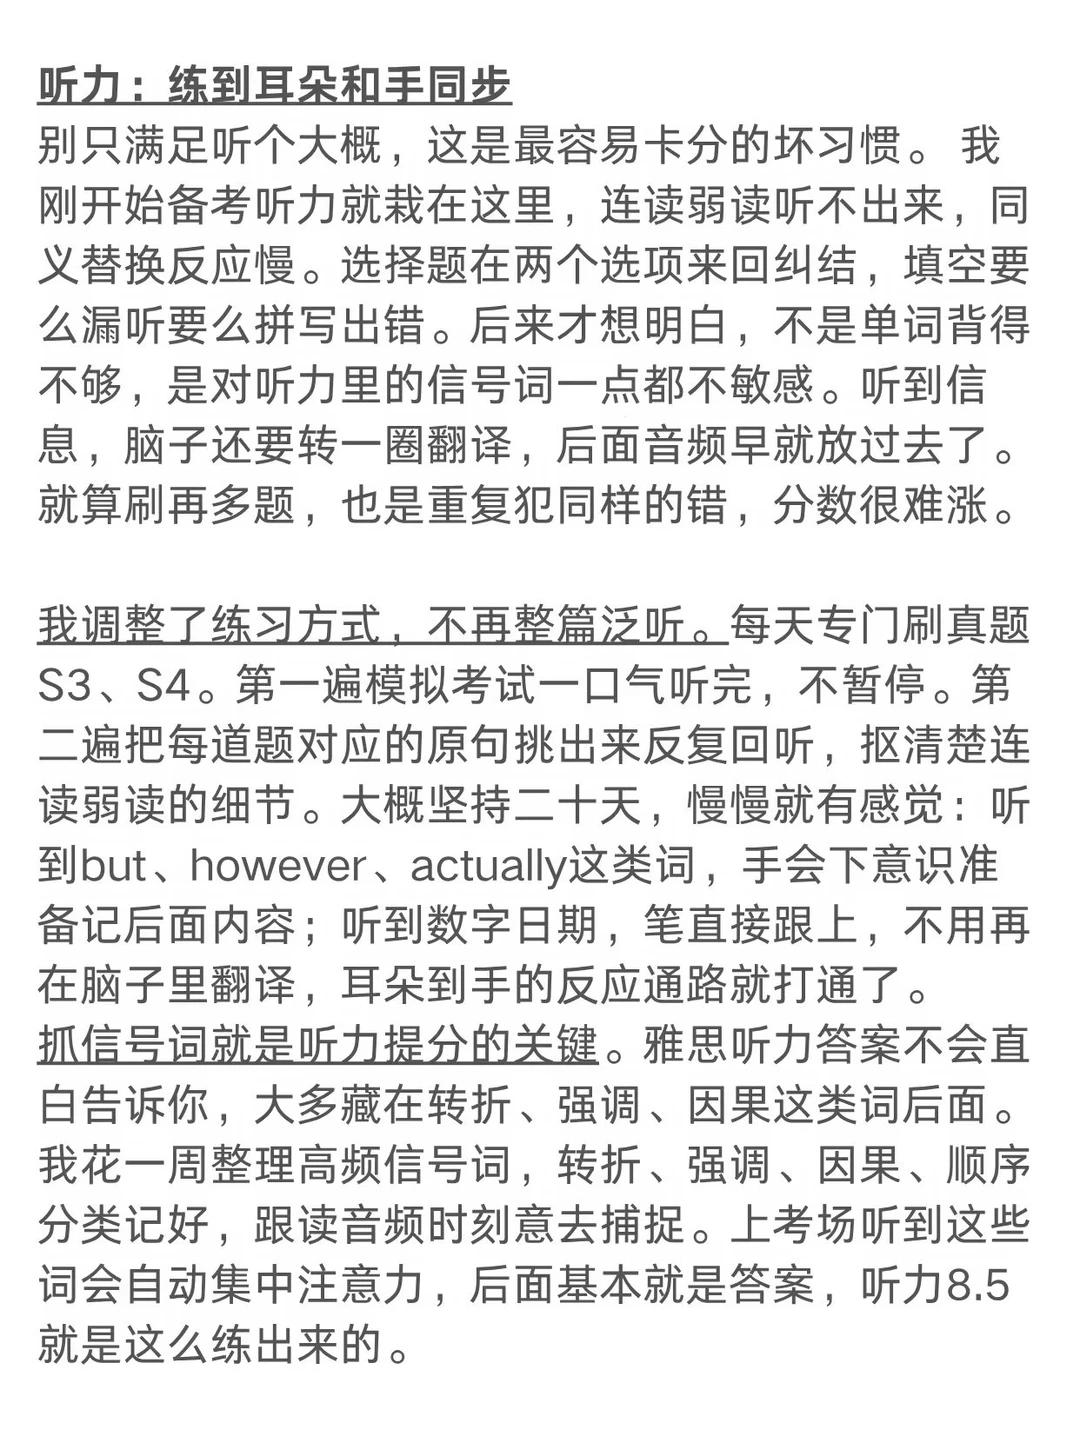 听力：练到耳朵和手同步
别只满足听个大概，这是最容易卡分的坏习惯。 我
刚开始备考听力就栽在这里，连读弱读听不出来，同
义替换反应慢。选择题在两个选项来回纠结，填空要
么漏听要么拼写出错。后来才想明白，不是单词背得
不够，是对听力里的信号词一点都不敏感。听到信
息，脑子还要转一圈翻译，后面音频早就放过去了。
就算刷再多题，也是重复犯同样的错，分数很难涨。
我调整了练习方式，不再整篇泛听。每天专门刷真题
S3、S4。第一遍模拟考试一口气听完，不暂停。第
二遍把每道题对应的原句挑出来反复回听，抠清楚连
读弱读的细节。大概坚持二十天，慢慢就有感觉：听
到but、however、actually这类词，手会下意识准
备记后面内容；听到数字日期，笔直接跟上，不用再
在脑子里翻译，耳朵到手的反应通路就打通了。
抓信号词就是听力提分的关键。雅思听力答案不会直
白告诉你，大多藏在转折、强调、因果这类词后面。
我花一周整理高频信号词，转折、强调、因果、顺序
分类记好，跟读音频时刻意去捕捉。上考场听到这些
词会自动集中注意力，后面基本就是答案，听力8.5
就是这么练出来的。